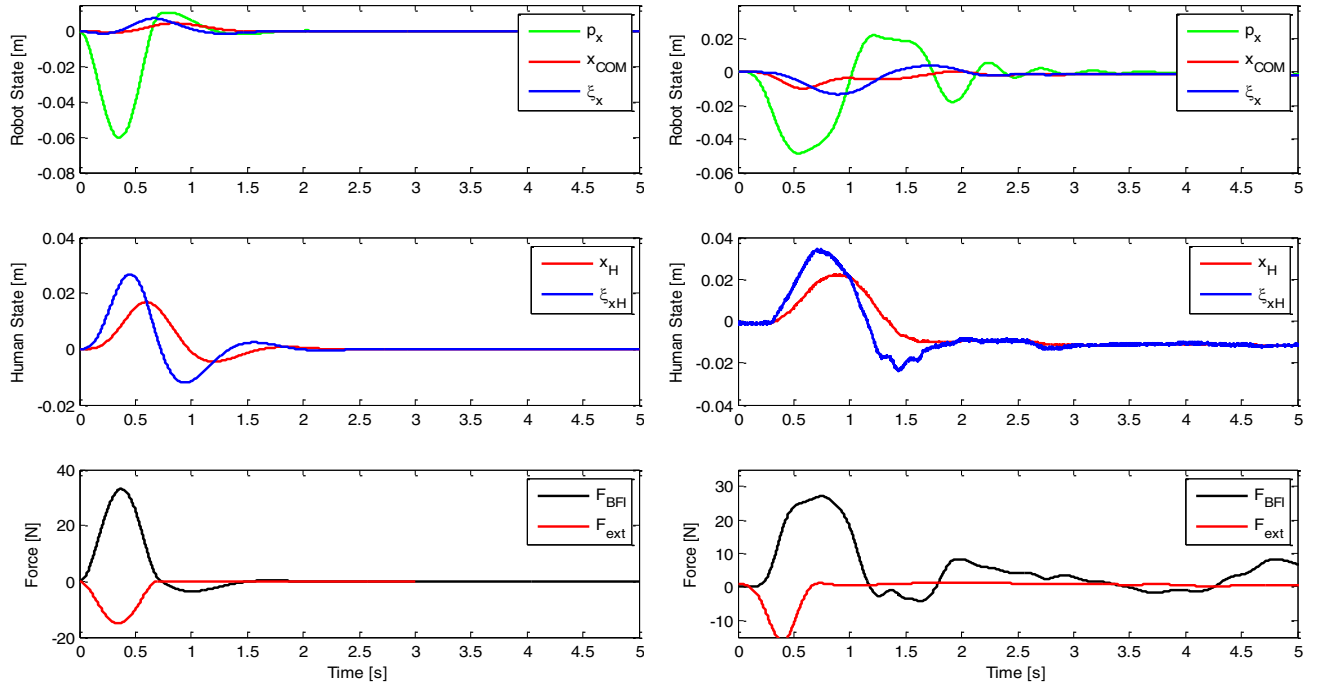 Robot State [m]
0
-0.02
-0.04
-0.06
-0.08
p_x
x_COM
ξ_x
0 0.5 1 1.5 2 2.5 3 3.5 4 4.5 5
Robot State [m]
0.02
0
-0.02
-0.04
-0.06
p_x
x_COM
ξ_x
0 0.5 1 1.5 2 2.5 3 3.5 4 4.5 5
Human State [m]
0.04
0.02
0
-0.02
x_H
ξ_xH
0 0.5 1 1.5 2 2.5 3 3.5 4 4.5 5
Human State [m]
0.04
0.02
0
-0.02
-0.04
x_H
ξ_xH
0 0.5 1 1.5 2 2.5 3 3.5 4 4.5 5
Force [N]
40
20
0
-20
F_BFI
F_ext
0 0.5 1 1.5 2 2.5 3 3.5 4 4.5 5
Time [s]
Force [N]
30
20
10
0
-10
F_BFI
F_ext
0 0.5 1 1.5 2 2.5 3 3.5 4 4.5 5
Time [s]